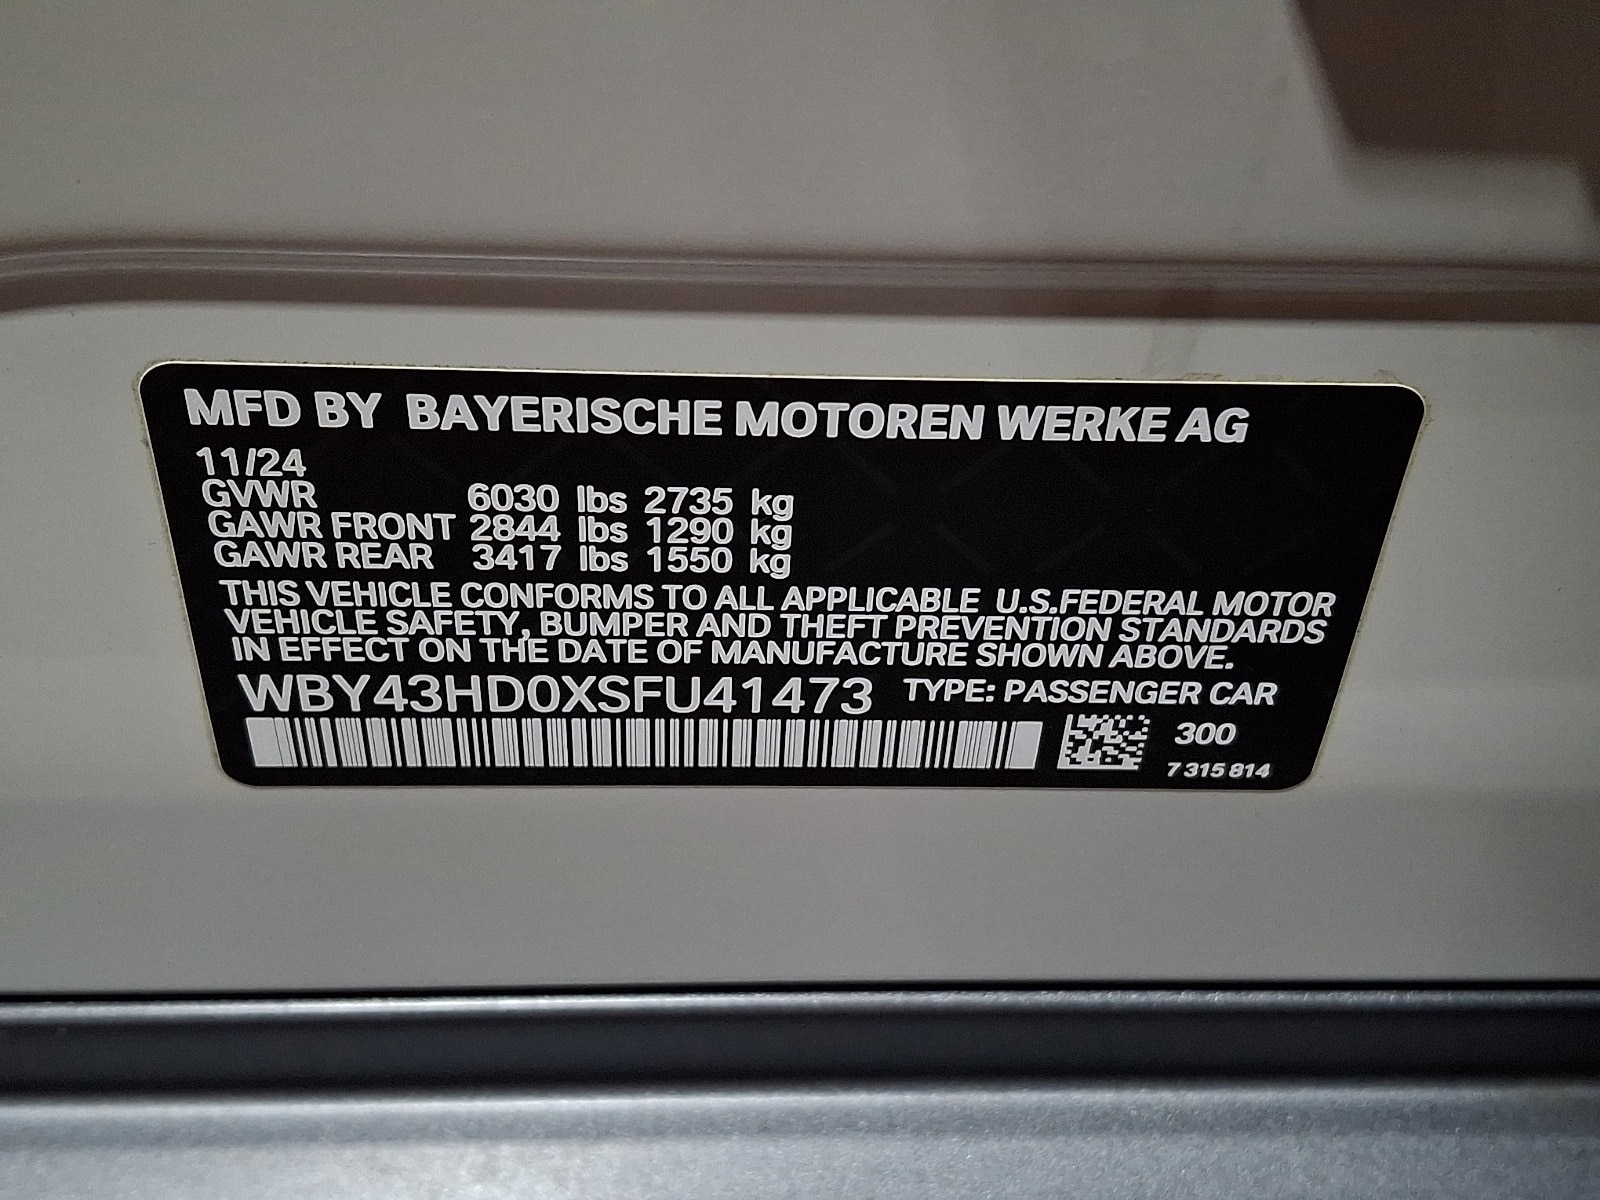 MFD BY BAYERISCHE MOTOREN WERKE AG
11/24
GVWR 6030 lbs 2735 kg
GAWR FRONT 2844 lbs 1290 kg
GAWR REAR 3417 lbs 1550 kg
THIS VEHICLE CONFORMS TO ALL APPLICABLE U.S.FEDERAL MOTOR
VEHICLE SAFETY, BUMPER AND THEFT PREVENTION STANDARDS
IN EFFECT ON THE DATE OF MANUFACTURE SHOWN ABOVE.
WBY43HD0XSFU41473 TYPE: PASSENGER CAR
300
7 315 814